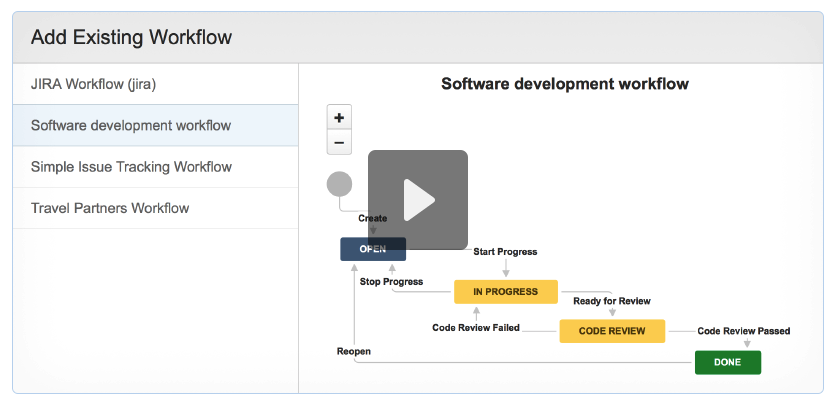 Add Existing Workflow
JIRA Workflow (jira)
Software development workflow
Simple Issue Tracking Workflow
Travel Partners Workflow
Software development workflow
+
−
Create
OPEN
Start Progress
Stop Progress
IN PROGRESS
Ready for Review
Code Review Failed
CODE REVIEW
Code Review Passed
Reopen
DONE